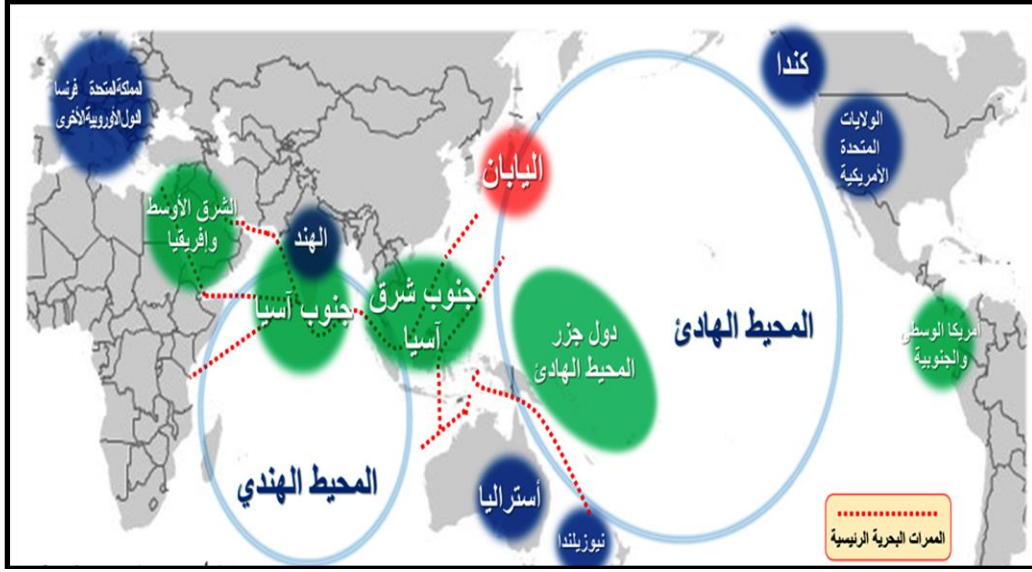 كندا
المملكة المتحدة فرنسا
الدول الأوروبية الأخرى
الولايات
المتحدة
الأمريكية
اليابان
الشرق الأوسط
وإفريقيا
الهند
جنوب آسيا
جنوب شرق
آسيا
دول جزر
المحيط الهادئ
المحيط الهادئ
أمريكا الوسطى
والجنوبية
المحيط الهندي
أستراليا
نيوزيلندا
الممرات البحرية الرئيسية